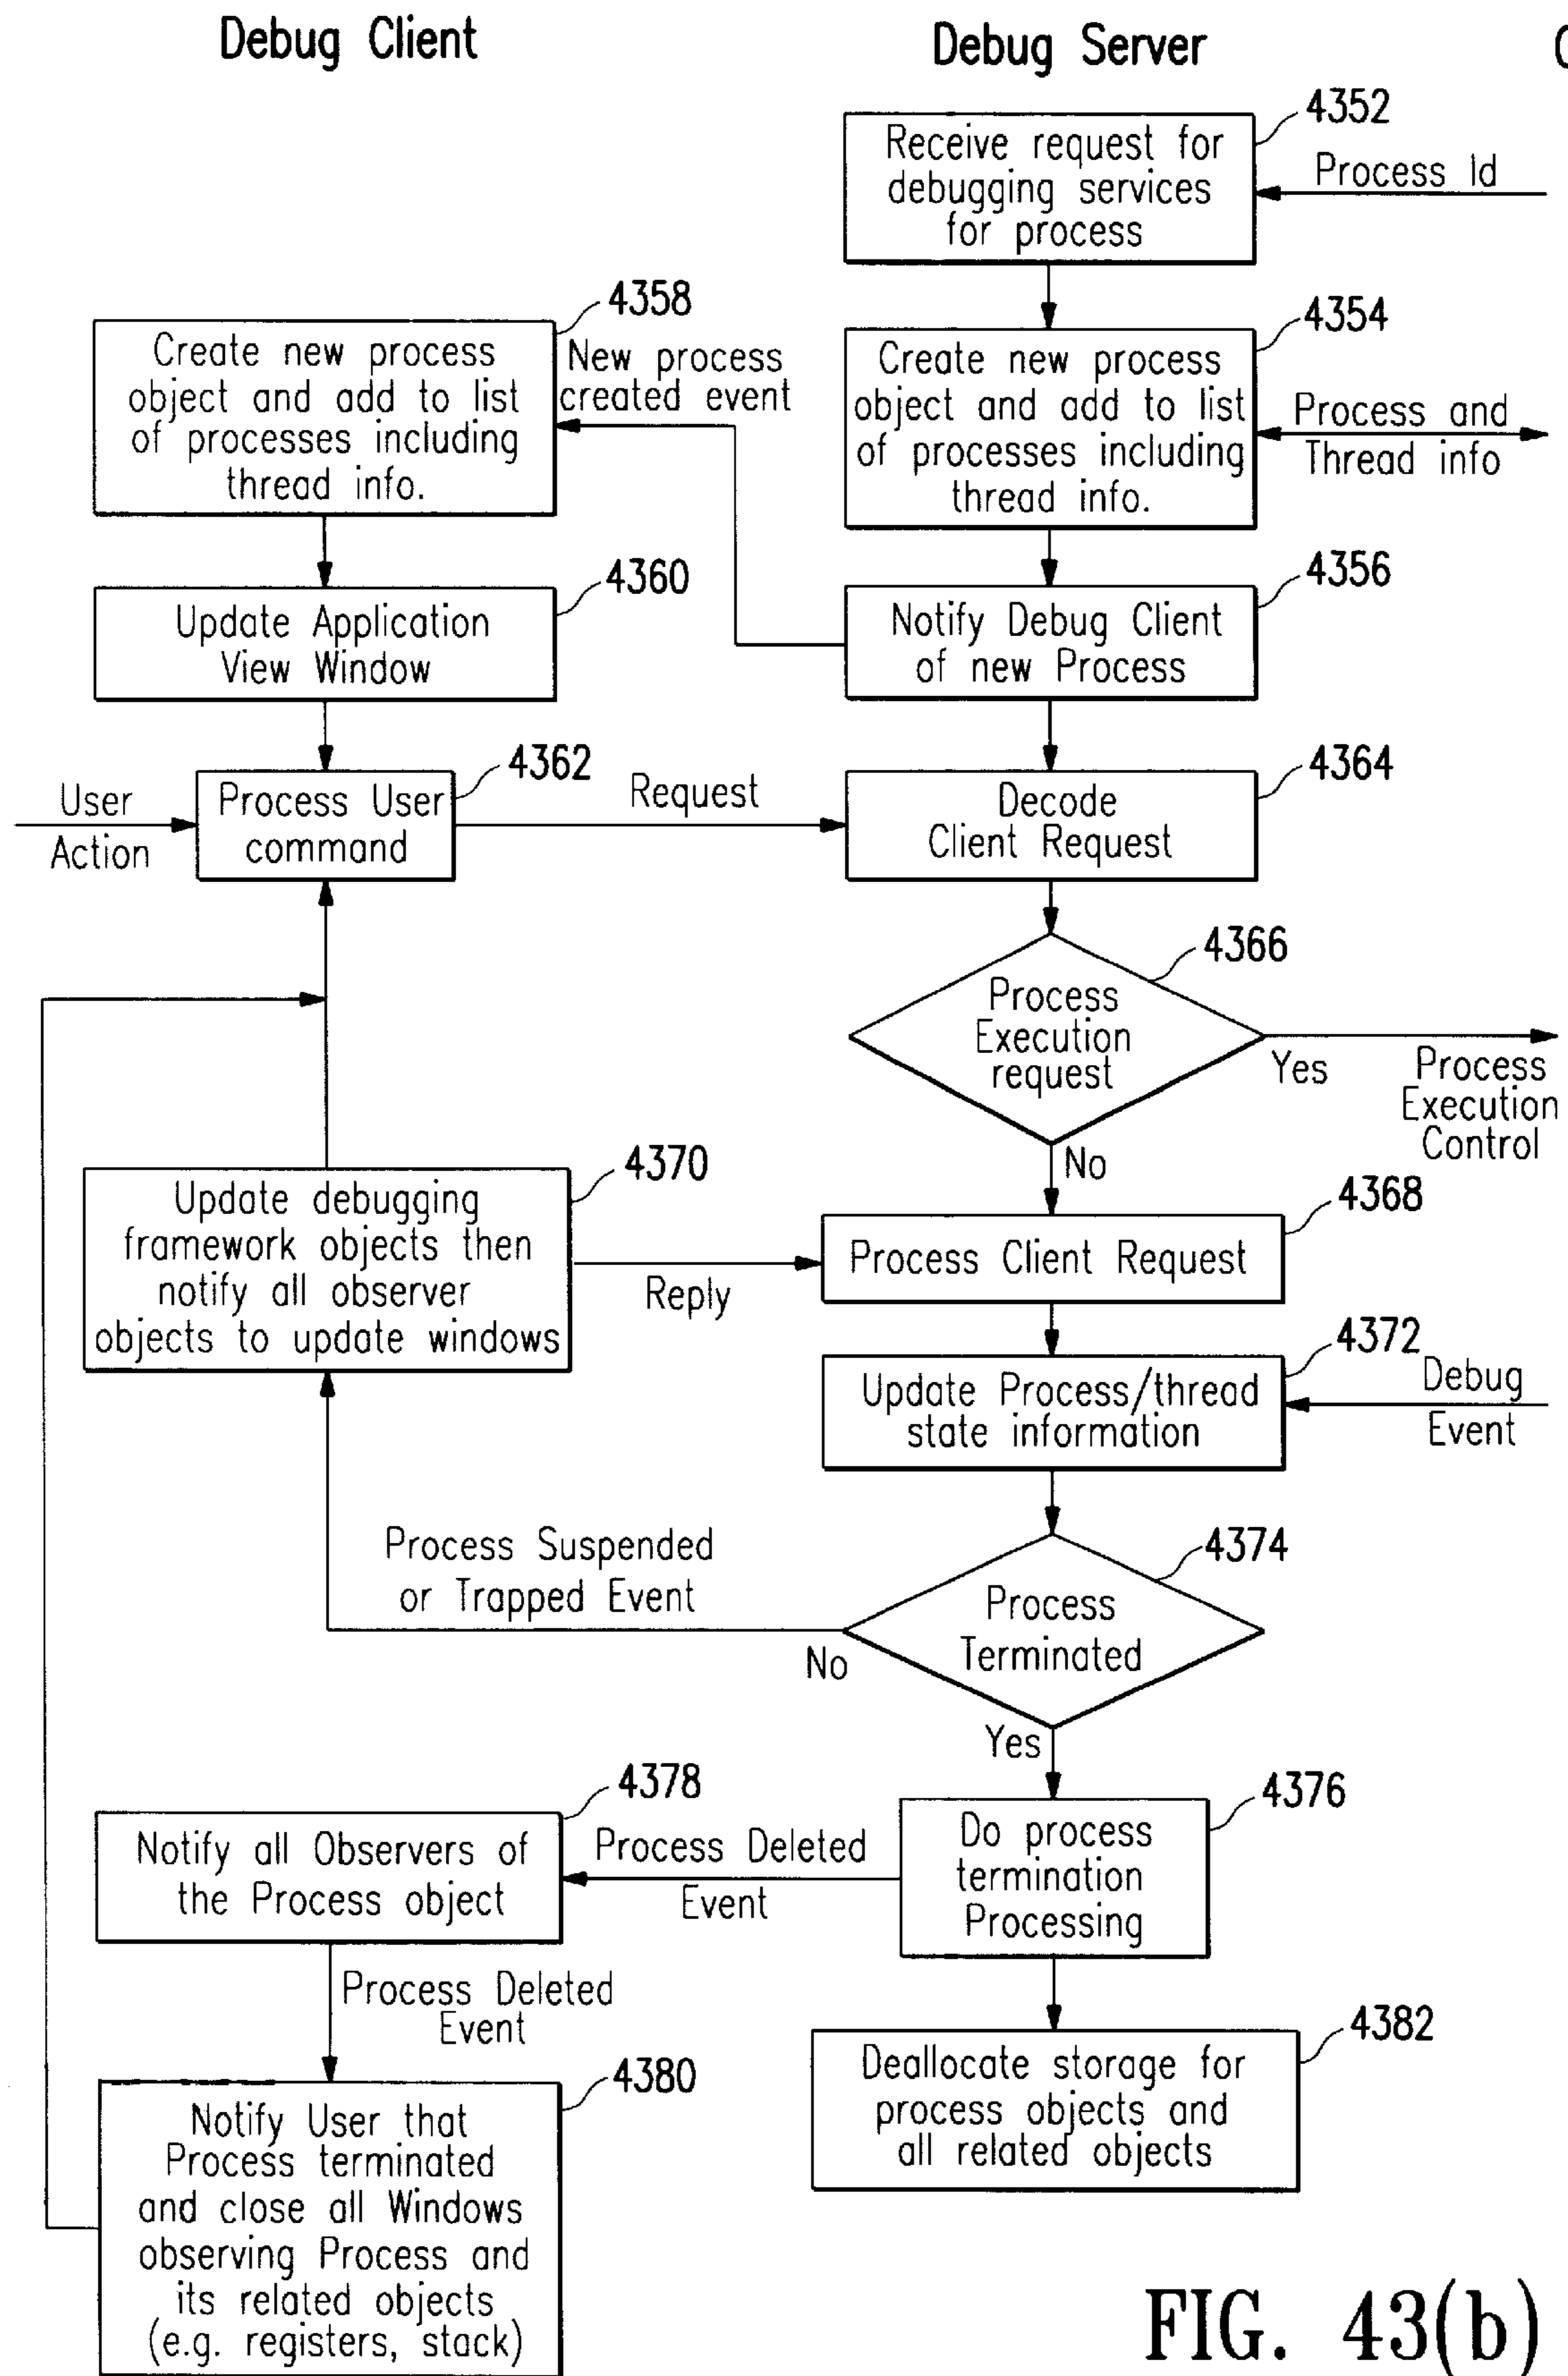 Debug Client
Debug Server
4352
Receive request for
debugging services
for process
Process Id
4358
Create new process
object and add to list
of processes including
thread info.
New process
created event
4354
Create new process
object and add to list
of processes including
thread info.
Process and
Thread info
4360
Update Application
View Window
4356
Notify Debug Client
of new Process
User
Action
4362
Process User
command
Request
4364
Decode
Client Request
4366
Process
Execution
request
Yes
Process
Execution
Control
No
4370
Update debugging
framework objects then
notify all observer
objects to update windows
Reply
4368
Process Client Request
4372
Update Process/thread
state information
Debug
Event
Process Suspended
or Trapped Event
No
4374
Process
Terminated
Yes
4378
Notify all Observers of
the Process object
Process Deleted
Event
4376
Do process
termination
Processing
Process Deleted
Event
4382
Deallocate storage for
process objects and
all related objects
4380
Notify User that
Process terminated
and close all Windows
observing Process and
its related objects
(e.g. registers, stack)
FIG. 43(b)